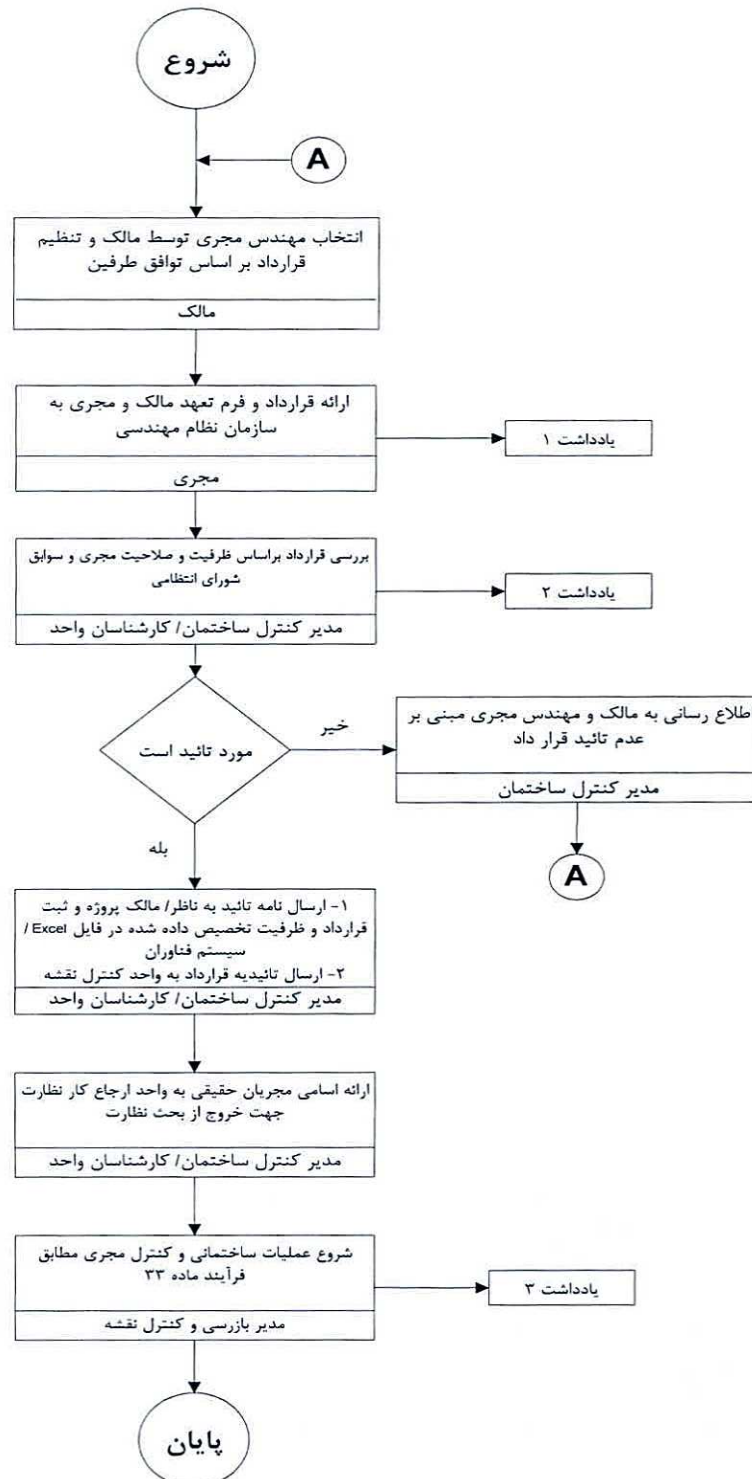 شروع
A
انتخاب مهندس مجری توسط مالک و تنظیم
قرارداد بر اساس توافق طرفین
مالک
ارائه قرارداد و فرم تعهد مالک و مجری به
سازمان نظام مهندسی
مجری
یادداشت ۱
بررسی قرارداد براساس ظرفیت و صلاحیت مجری و سوابق
شورای انتظامی
مدیر کنترل ساختمان/ کارشناسان واحد
یادداشت ۲
مورد تائید است
خیر
طلاع رسانی به مالک و مهندس مجری مبنی بر
عدم تائید قرار داد
مدیر کنترل ساختمان
A
بله
۱- ارسال نامه تائید به ناظر/ مالک پروژه و ثبت
قرارداد و ظرفیت تخصیص داده شده در فایل Excel /
سیستم فناوران
۲- ارسال تائیدیه قرارداد به واحد کنترل نقشه
مدیر کنترل ساختمان/ کارشناسان واحد
ارائه اسامی مجریان حقیقی به واحد ارجاع کار نظارت
جهت خروج از بحث نظارت
مدیر کنترل ساختمان/ کارشناسان واحد
شروع عملیات ساختمانی و کنترل مجری مطابق
فرآیند ماده ۳۳
مدیر بازرسی و کنترل نقشه
یادداشت ۳
پایان